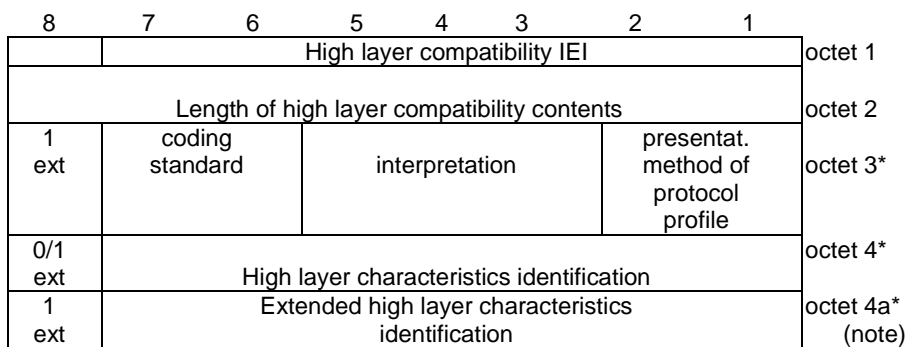 8 7 6 5 4 3 2 1
High layer compatibility IEI octet 1
Length of high layer compatibility contents octet 2
1 coding presentat.
ext standard interpretation method of octet 3*
protocol
profile
0/1 octet 4*
ext High layer characteristics identification
1 Extended high layer characteristics octet 4a*
ext identification (note)